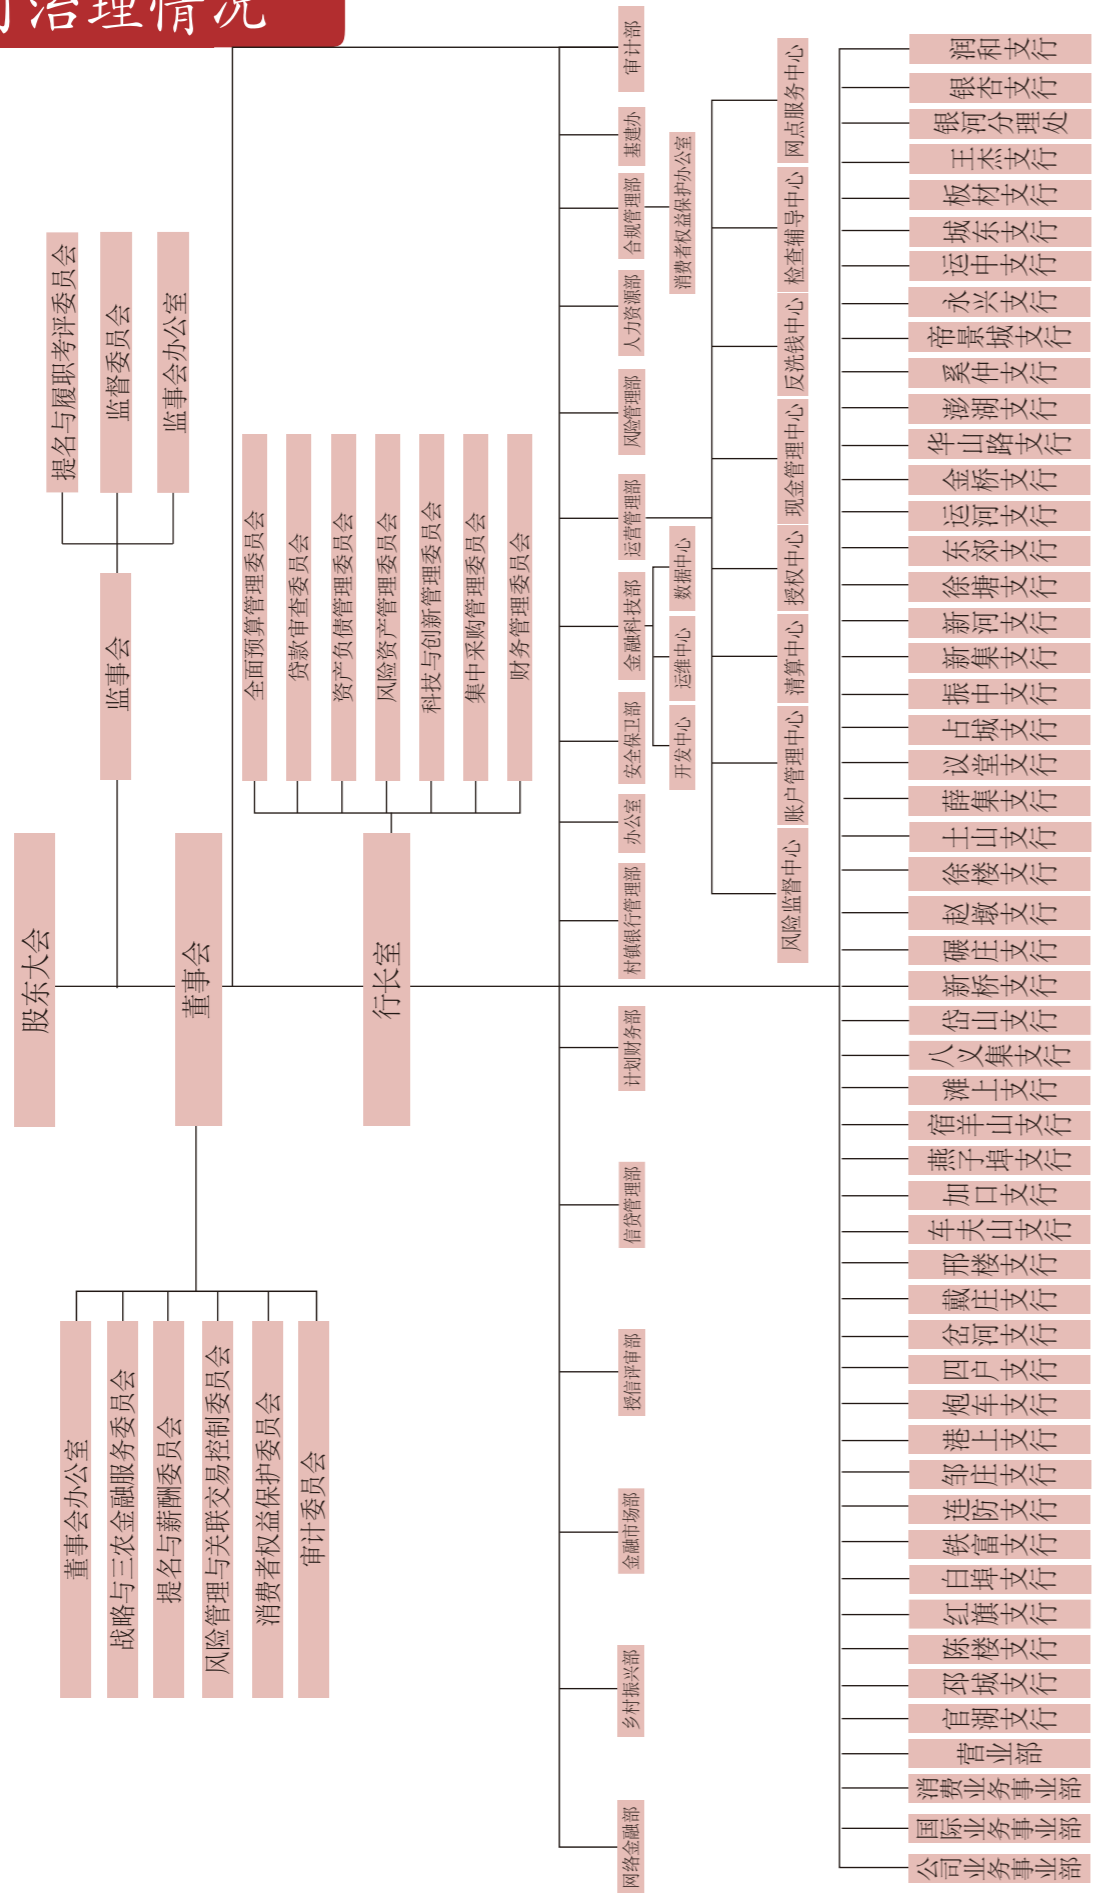 治理情况
股东大会
监事会
提名与履职考评委员会
监督委员会
监事会办公室
董事会
董事会办公室
战略与三农金融服务委员会
提名与薪酬委员会
风险管理与关联交易控制委员会
消费者权益保护委员会
审计委员会
行长室
全面预算管理委员会
贷款审查委员会
资产负债管理委员会
风险资产管理委员会
科技与创新管理委员会
集中采购管理委员会
财务管理委员会
网络金融部
乡村振兴部
金融市场部
授信评审部
信贷管理部
计划财务部
村镇银行管理部
办公室
安全保卫部
金融科技部
运营管理部
风险管理部
人力资源部
合规管理部
基建办
审计部
开发中心
运维中心
数据中心
消费者权益保护办公室
风险监督中心
账户管理中心
清算中心
授权中心
现金管理中心
反洗钱中心
检查辅导中心
网点服务中心
公司业务事业部
国际业务事业部
消费业务事业部
营业部
官湖支行
邳城支行
陈楼支行
红旗支行
白埠支行
铁富支行
连防支行
邹庄支行
港上支行
炮车支行
四户支行
岔河支行
戴庄支行
邢楼支行
车夫山支行
加口支行
燕子埠支行
宿羊山支行
滩上支行
八义集支行
岱山支行
新桥支行
碾庄支行
赵墩支行
徐楼支行
土山支行
薛集支行
议堂支行
占城支行
振中支行
新集支行
新河支行
徐塘支行
东郊支行
运河支行
金桥支行
华山路支行
澎湖支行
奚仲支行
帝景城支行
永兴支行
运中支行
城东支行
板材支行
王杰支行
银河分理处
银杏支行
润和支行